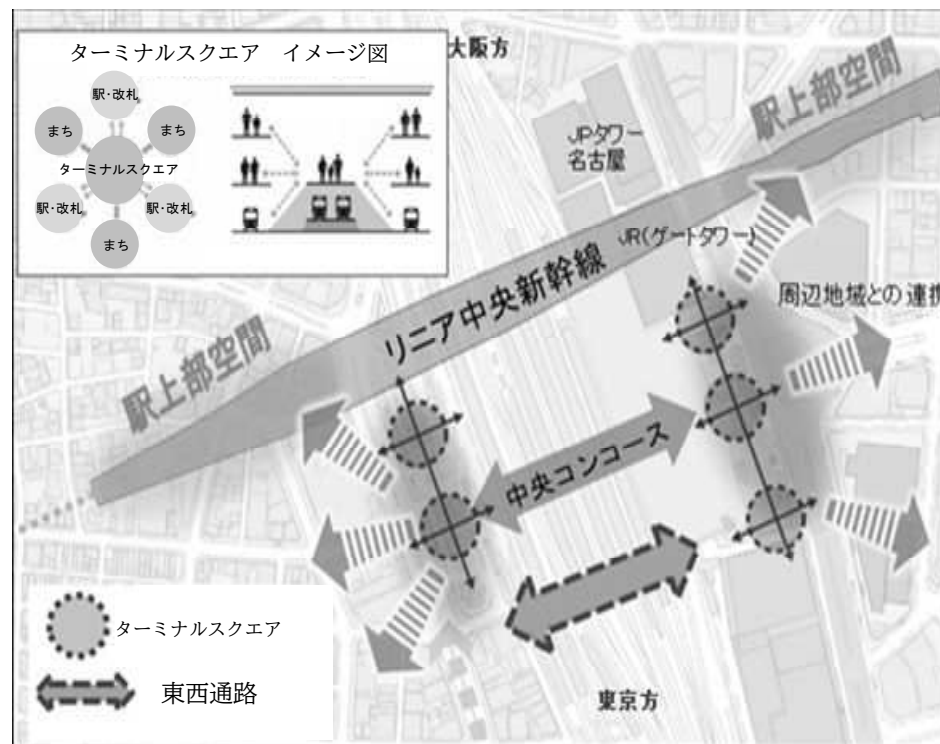 ターミナルスクエア　イメージ図
駅・改札
まち
まち
ターミナルスクエア
駅・改札
駅・改札
まち
大阪方
駅上部空間
JPタワー
名古屋
JR(ゲートタワー)
リニア中央新幹線
周辺地域との連携
駅上部空間
中央コンコース
ターミナルスクエア
東西通路
東京方